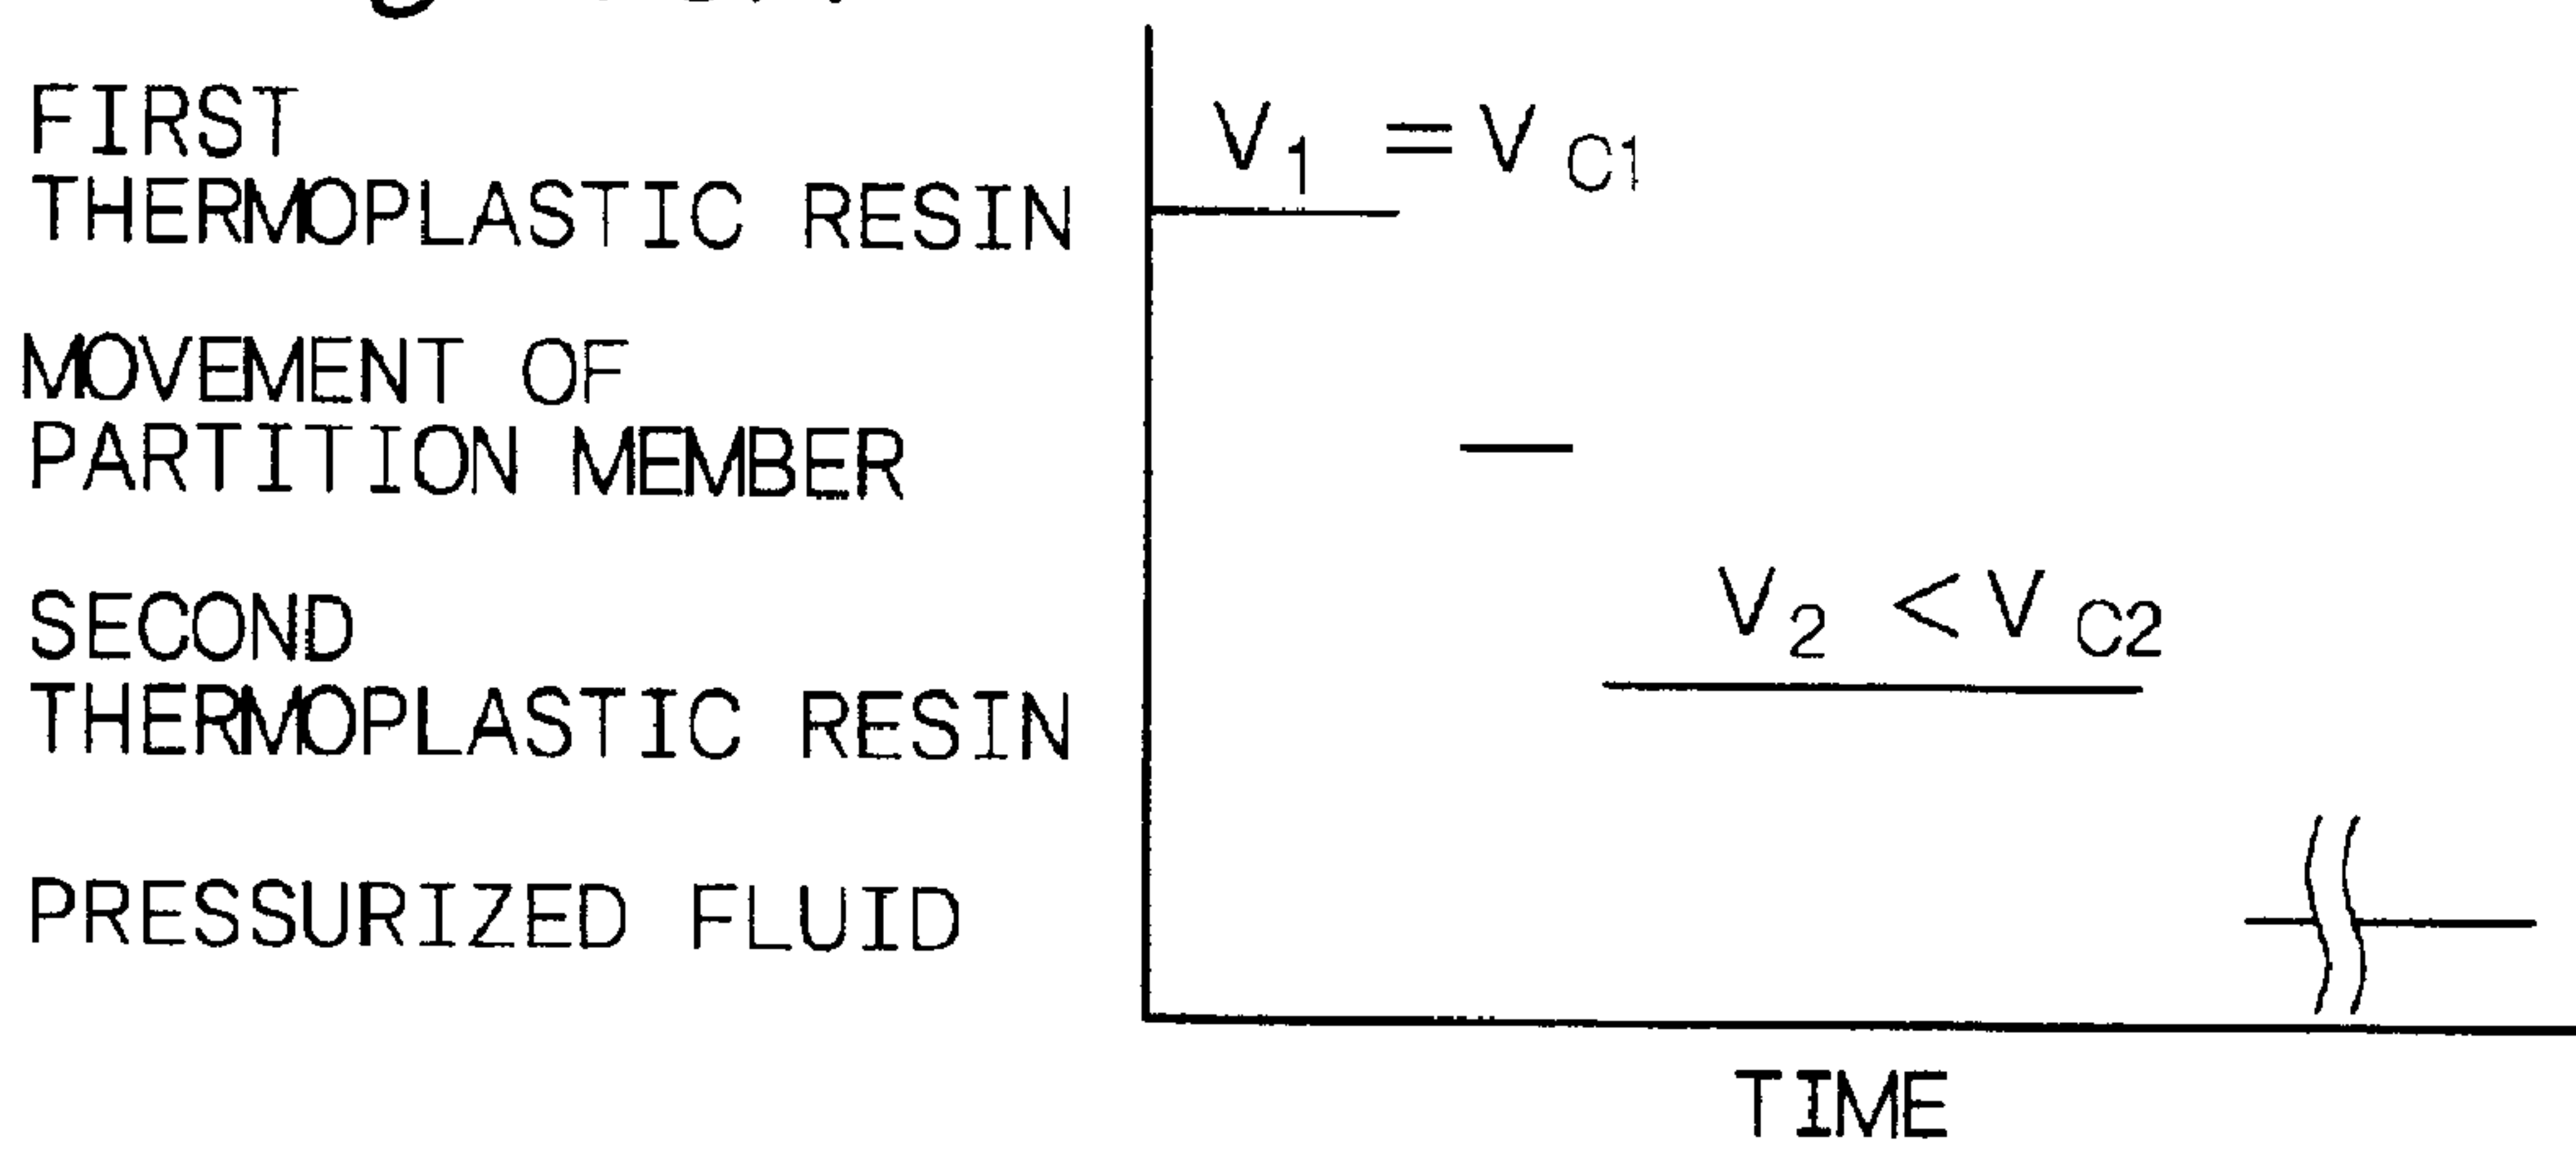 FIRST
THERMOPLASTIC RESIN
V1 = VC1
MOVEMENT OF
PARTITION MEMBER
SECOND
THERMOPLASTIC RESIN
V2 < VC2
PRESSURIZED FLUID
TIME